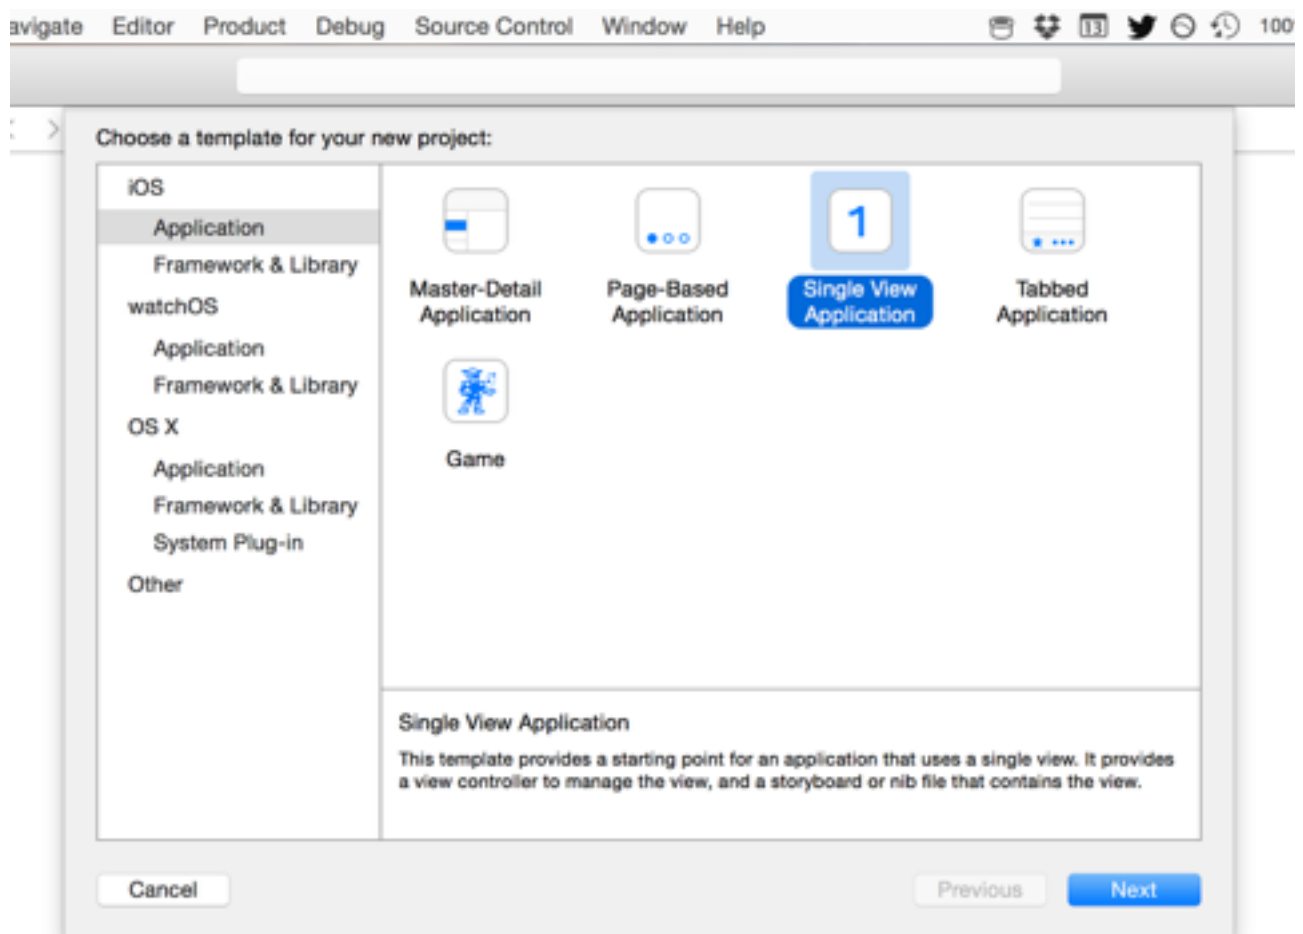 avigate Editor Product Debug Source Control Window Help 13 100
Choose a template for your new project:
iOS
Application
Framework & Library
watchOS
Application
Framework & Library
OS X
Application
Framework & Library
System Plug-in
Other
1
Master-Detail
Application
Page-Based
Application
Single View
Application
Tabbed
Application
Game
Single View Application
This template provides a starting point for an application that uses a single view. It provides
a view controller to manage the view, and a storyboard or nib file that contains the view.
Cancel
Previous
Next